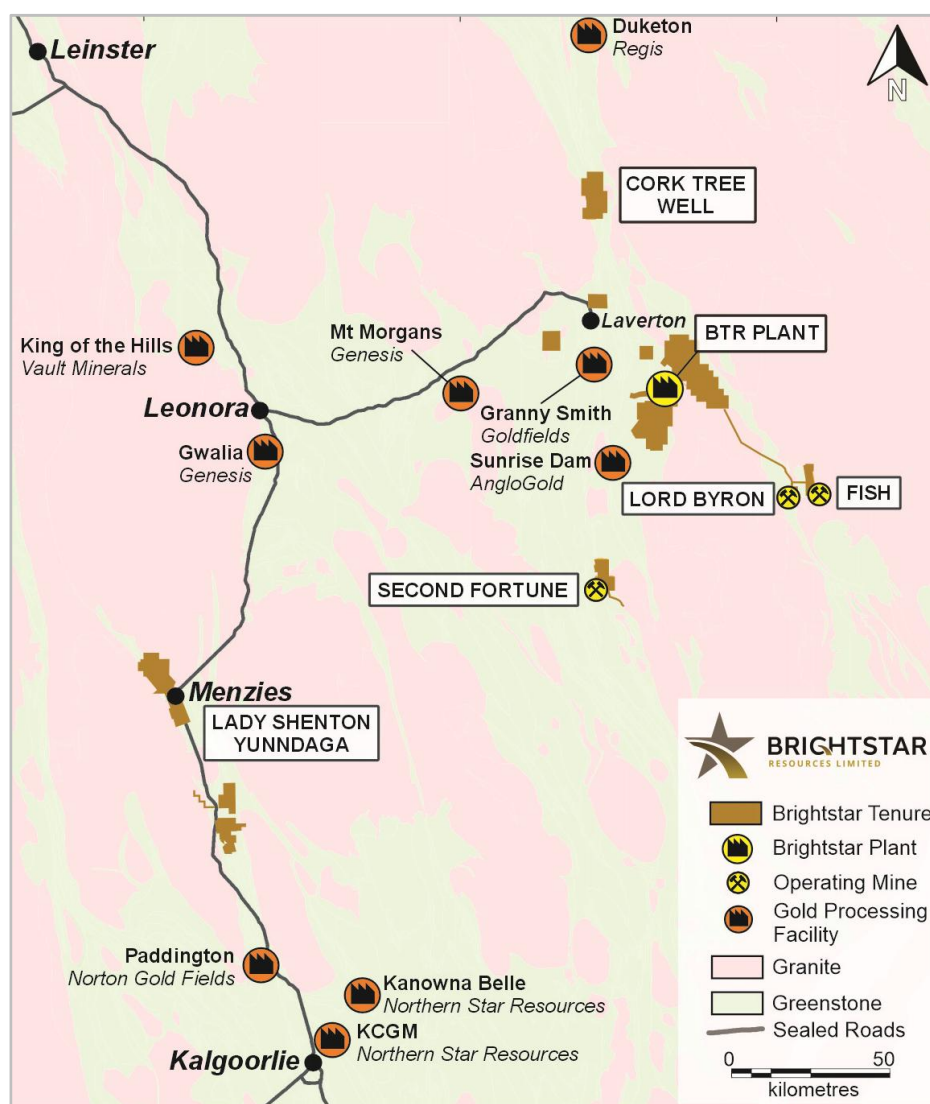 Duketon
Regis
Leinster
N
CORK TREE
WELL
Laverton
King of the Hills
Vault Minerals
Mt Morgans
Genesis
BTR PLANT
Leonora
Granny Smith
Goldfields
Gwalia
Genesis
Sunrise Dam
AngloGold
LORD BYRON
FISH
SECOND FORTUNE
Menzies
LADY SHENTON
YUNNDAGA
BRIGHTSTAR
RESOURCES LIMITED
Brightstar Tenure
Brightstar Plant
Operating Mine
Gold Processing
Facility
Granite
Greenstone
Sealed Roads
0 50
kilometres
Paddington
Norton Gold Fields
Kanowna Belle
Northern Star Resources
KCGM
Northern Star Resources
Kalgoorlie